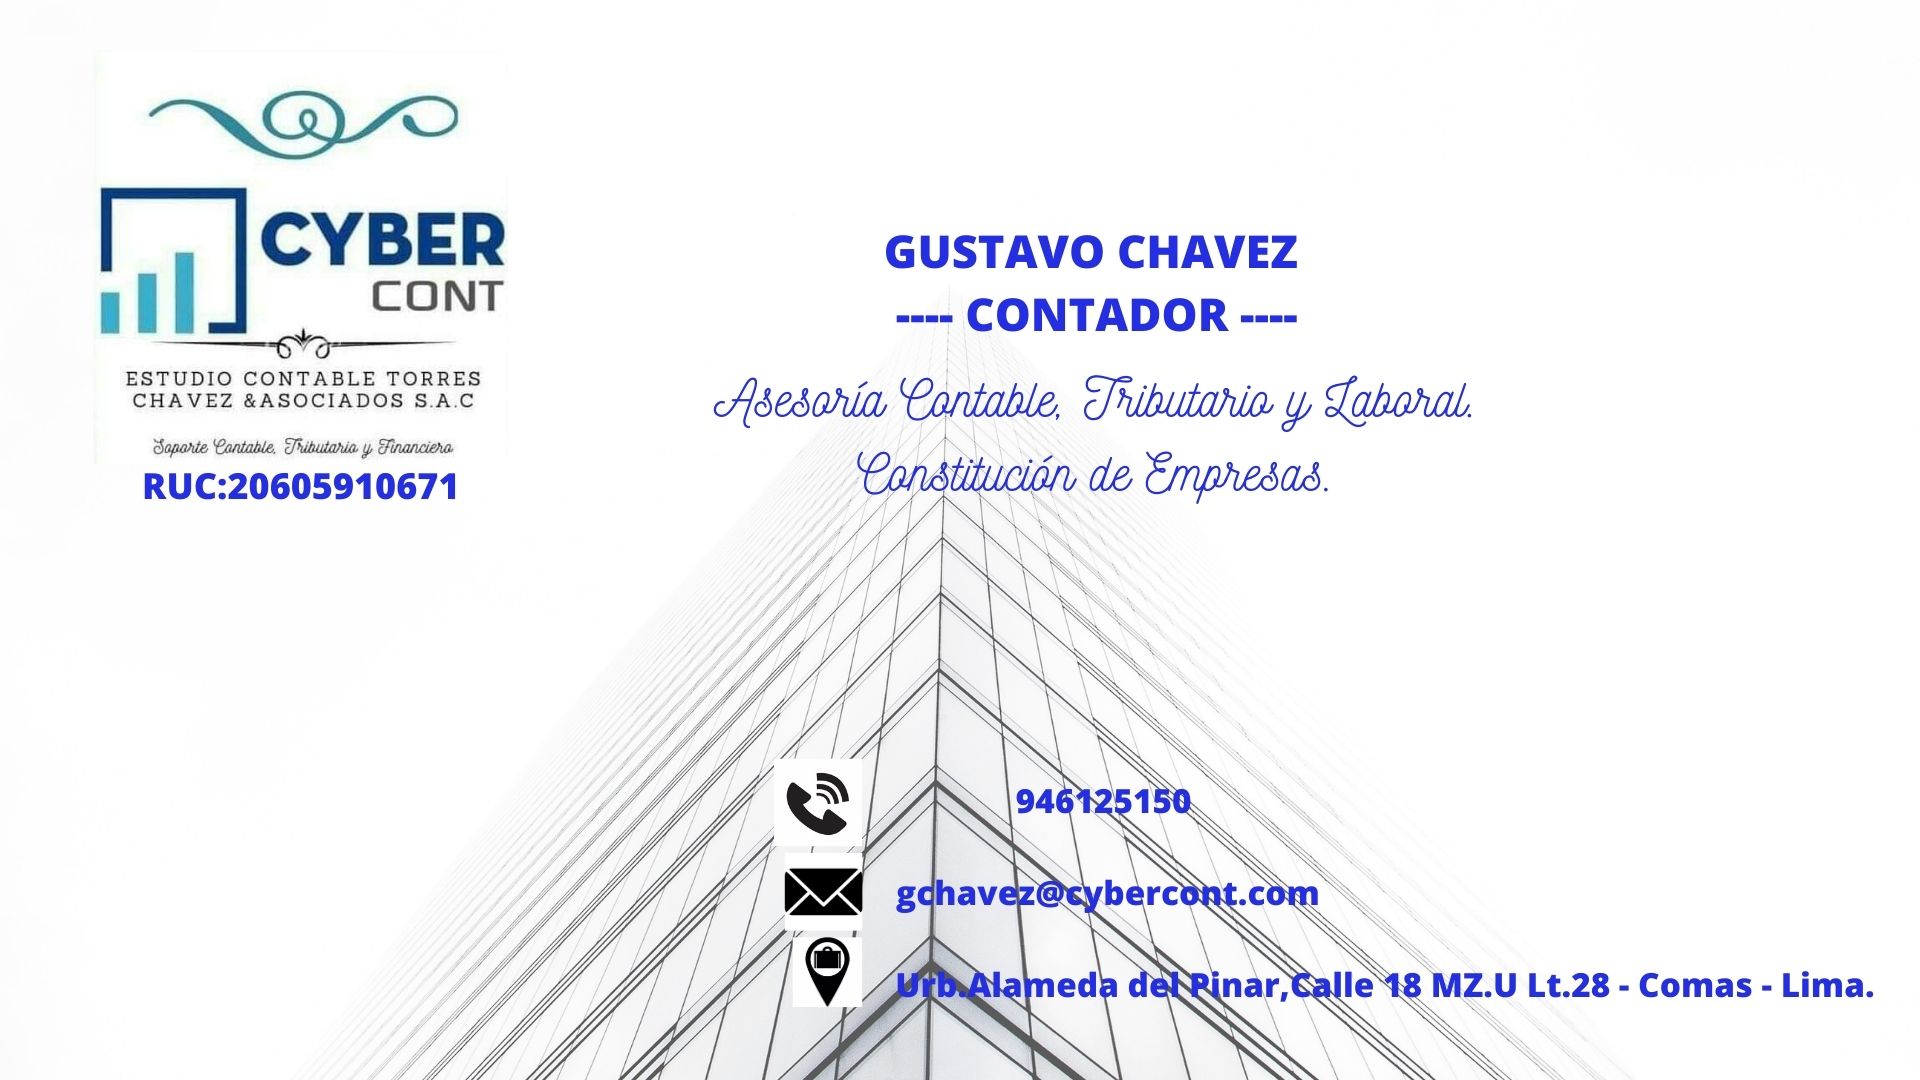 CYBER
CONT
ESTUDIO CONTABLE TORRES
CHAVEZ &ASOCIADOS S.A.C
Soporte Contable, Tributario y Financiero
RUC:20605910671
GUSTAVO CHAVEZ
---- CONTADOR ----
Asesoría Contable, Tributario y Laboral.
Constitución de Empresas.
946125150
gchavez@cybercont.com
Urb.Alameda del Pinar,Calle 18 MZ.U Lt.28 - Comas - Lima.